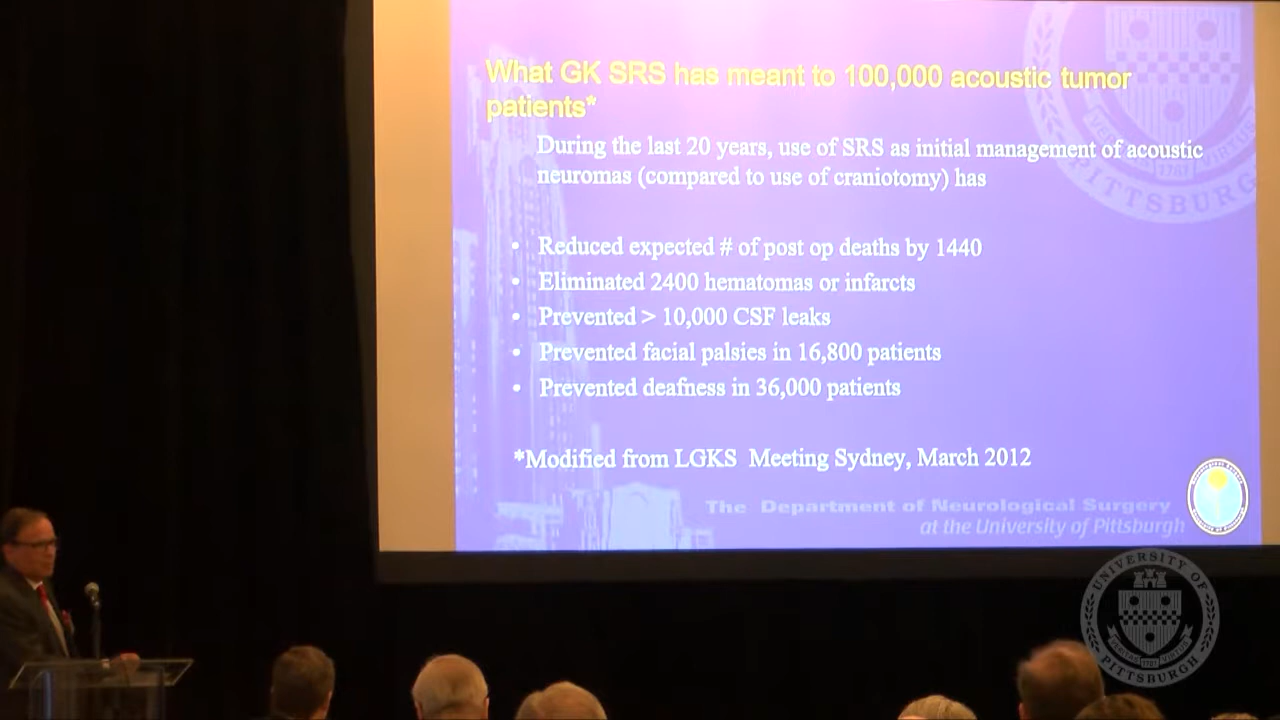 What GK SRS has meant to 100,000 acoustic tumor
patients*
During the last 20 years, use of SRS as initial management of acoustic
neuromas (compared to use of craniotomy) has
• Reduced expected # of post op deaths by 1440
• Eliminated 2400 hematomas or infarcts
• Prevented > 10,000 CSF leaks
• Prevented facial palsies in 16,800 patients
• Prevented deafness in 36,000 patients
*Modified from LGKS Meeting Sydney, March 2012
The Department of Neurological Surgery
at the University of Pittsburgh
VERITAS VIRTUS
1787
PITTSBURGH
UNIVERSITY OF
PITTSBURGH